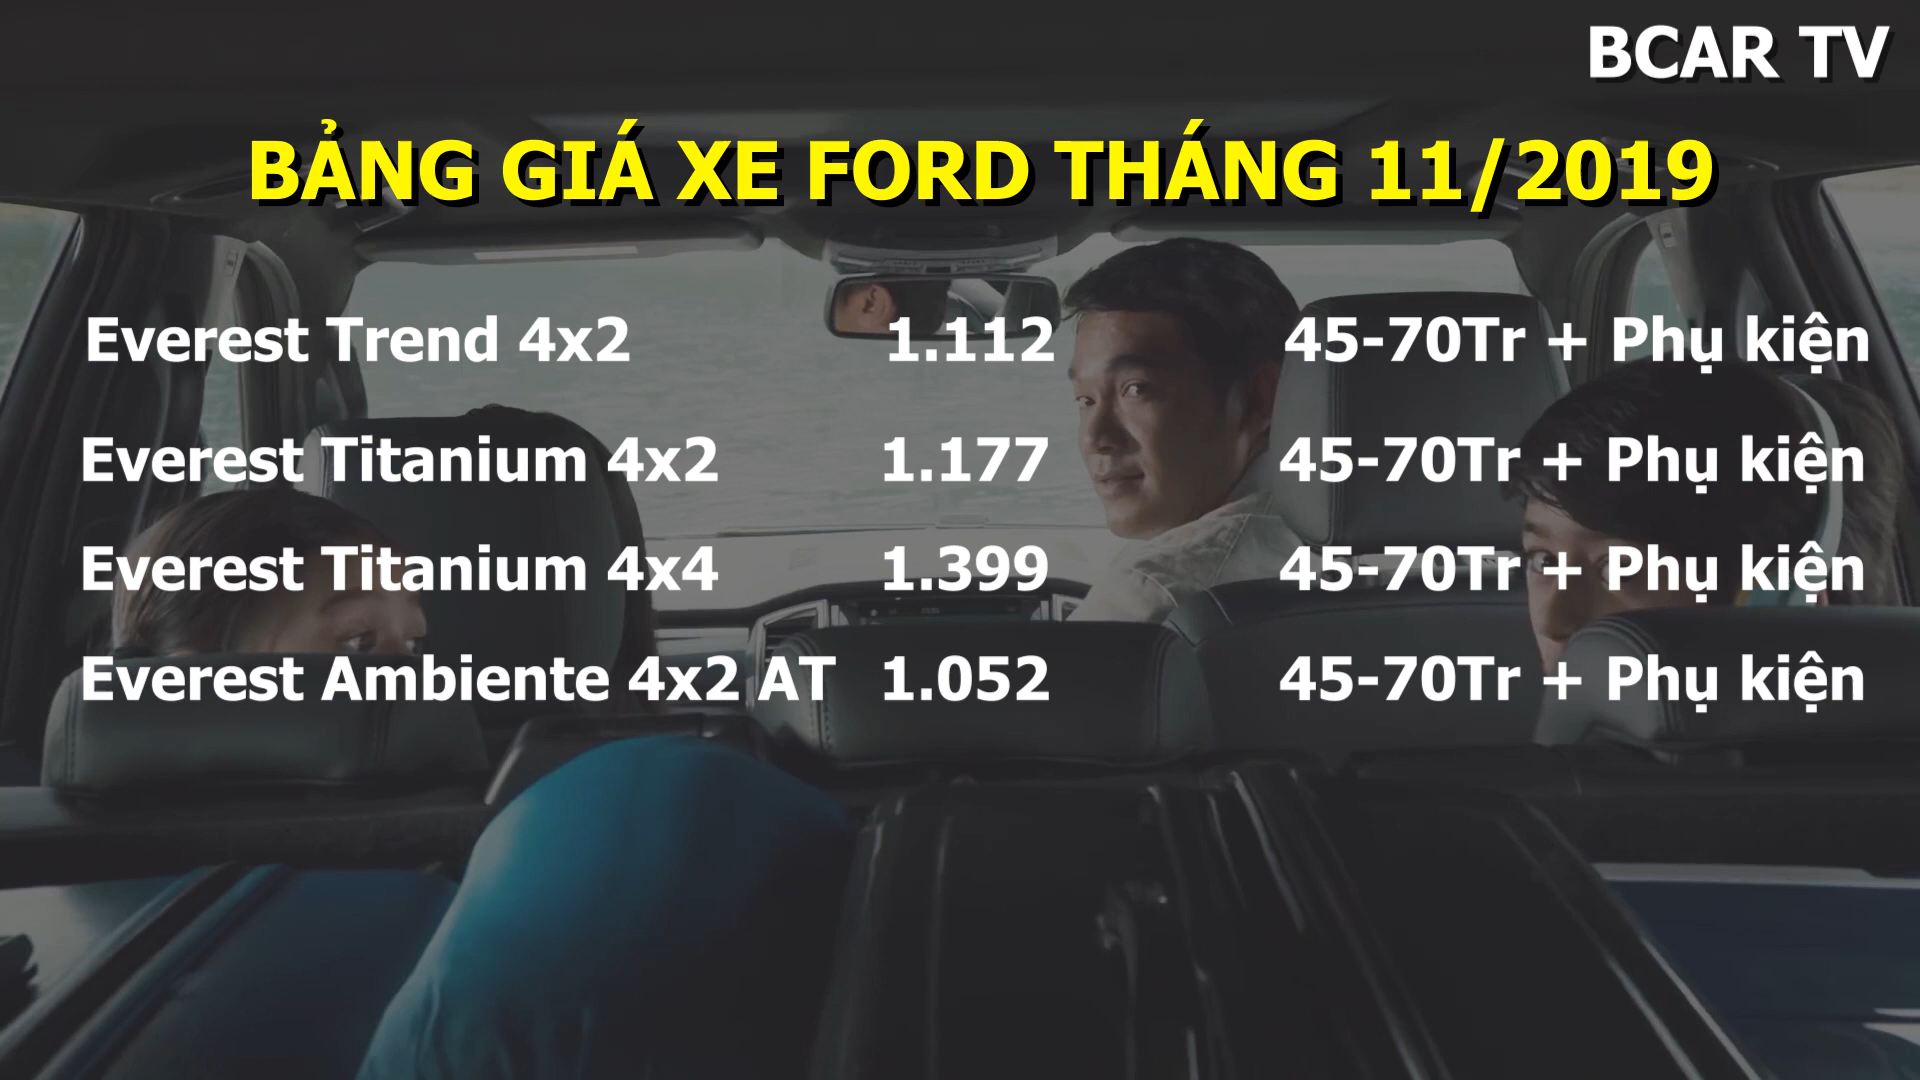 BCAR TV
BẢNG GIÁ XE FORD THÁNG 11/2019
Everest Trend 4x2 1.112 45-70Tr + Phụ kiện
Everest Titanium 4x2 1.177 45-70Tr + Phụ kiện
Everest Titanium 4x4 1.399 45-70Tr + Phụ kiện
Everest Ambiente 4x2 AT 1.052 45-70Tr + Phụ kiện